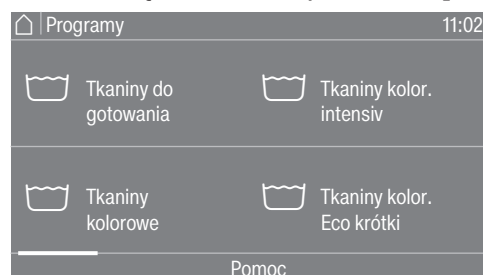 Programy 11:02
Tkaniny do gotowania
Tkaniny kolor. intensiv
Tkaniny kolorowe
Tkaniny kolor. Eco krótki
Pomoc